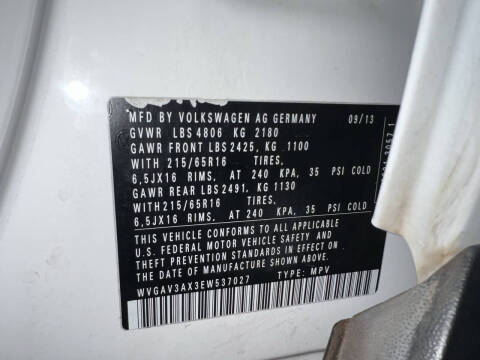 MFD BY VOLKSWAGEN AG GERMANY 09/13
GVWR LBS 4806 KG 2180
GAWR FRONT LBS 2425, KG 1100
WITH 215/65R16 TIRES,
6,5JX16 RIMS, AT 240 KPA, 35 PSI COLD
GAWR REAR LBS 2491, KG 1130
WITH215/65R16 TIRES,
6,5JX16 RIMS, AT 240 KPA, 35 PSI COLD
THIS VEHICLE CONFORMS TO ALL APPLICABLE
U.S. FEDERAL MOTOR VEHICLE SAFETY AND
THEFT PREVENTION STANDARDS IN EFFECT ON
THE DATE OF MANUFACTURE SHOWN ABOVE.
WVGAV3AX3EW537027 TYPE: MPV